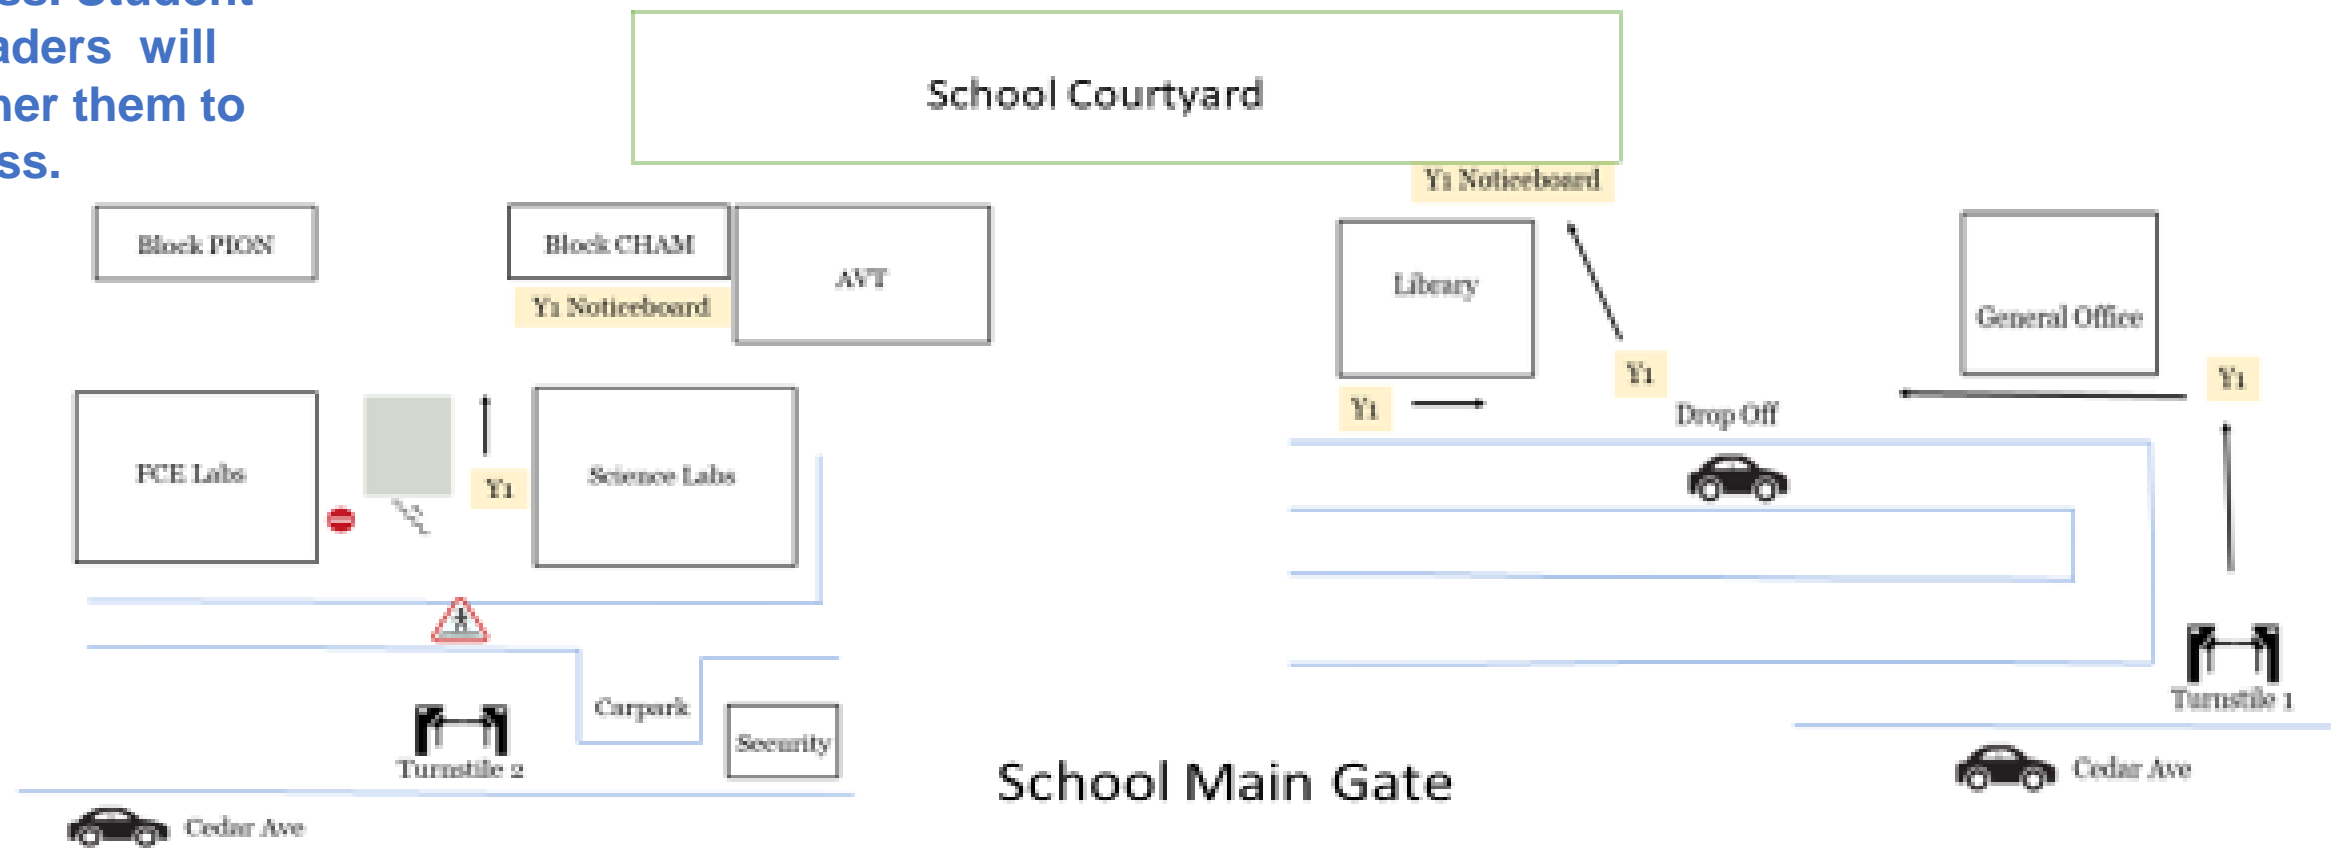 ss. Student
aders will
her them to
ss.
School Courtyard
Y1 Noticeboard
Block PION
Block CHAM
AVT
Y1 Noticeboard
Library
General Office
Y1
Y1
Y1
Drop Off
FCE Labs
Y1
Science Labs
Carpark
Security
Turnstile 2
Turnstile 1
School Main Gate
Cedar Ave
Cedar Ave